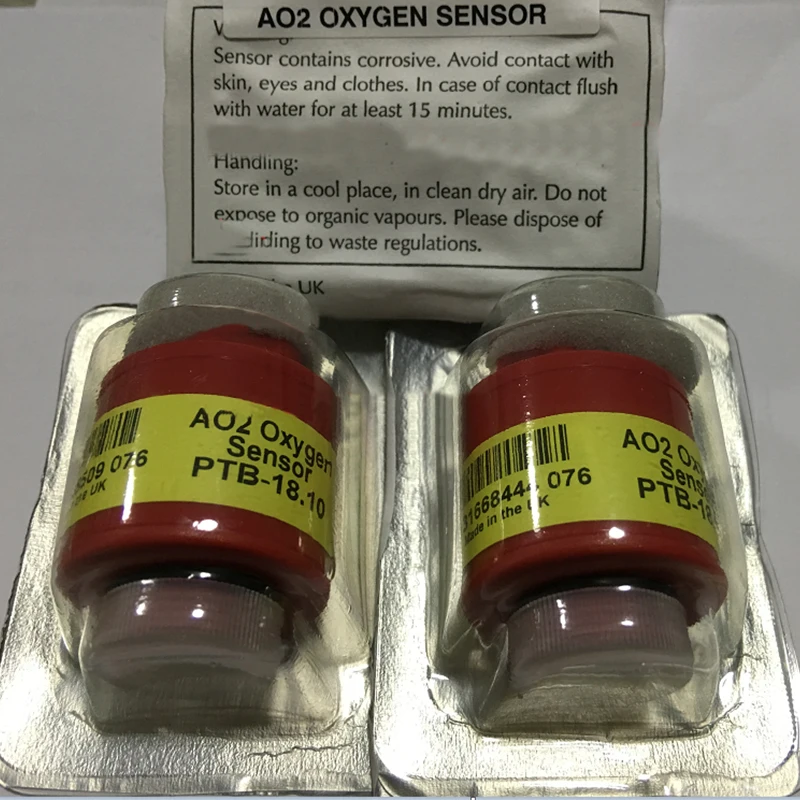 AO2 OXYGEN SENSOR
Sensor contains corrosive. Avoid contact with
skin, eyes and clothes. In case of contact flush
with water for at least 15 minutes.
Handling:
Store in a cool place, in clean dry air. Do not
expose to organic vapours. Please dispose of
to waste regulations.
UK
AO2 Oxygen
Sensor
PTB-18.10
076
UK
AO2
PTB-18
076
Made in the UK